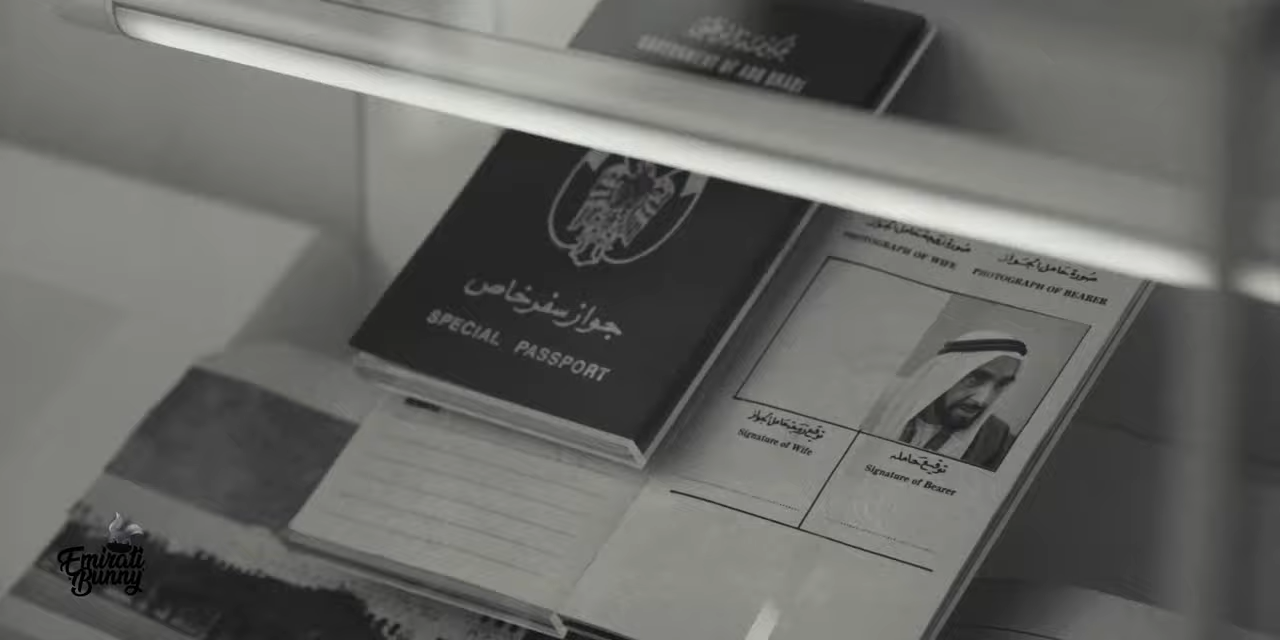 GOVERNMENT OF ABU DHABI
جواز سفر خاص
SPECIAL PASSPORT
صورة حامل الجواز
PHOTOGRAPH OF WIFE
PHOTOGRAPH OF BEARER
Signature of Wife
توقيع حامله
Signature of Bearer
Emirati
Bunny